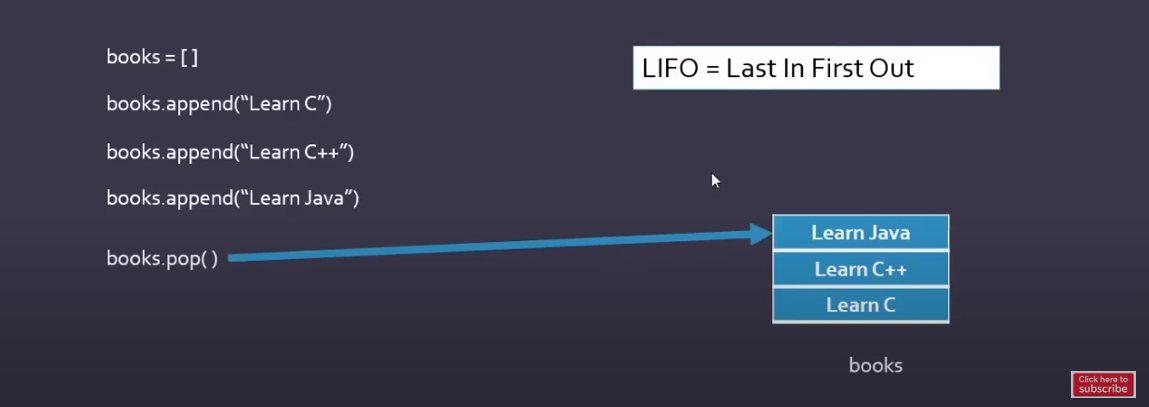 books = [ ]
books.append(“Learn C”)
books.append(“Learn C++”)
books.append(“Learn Java”)
books.pop( )
LIFO = Last In First Out
Learn Java
Learn C++
Learn C
books
Click here to
subscribe